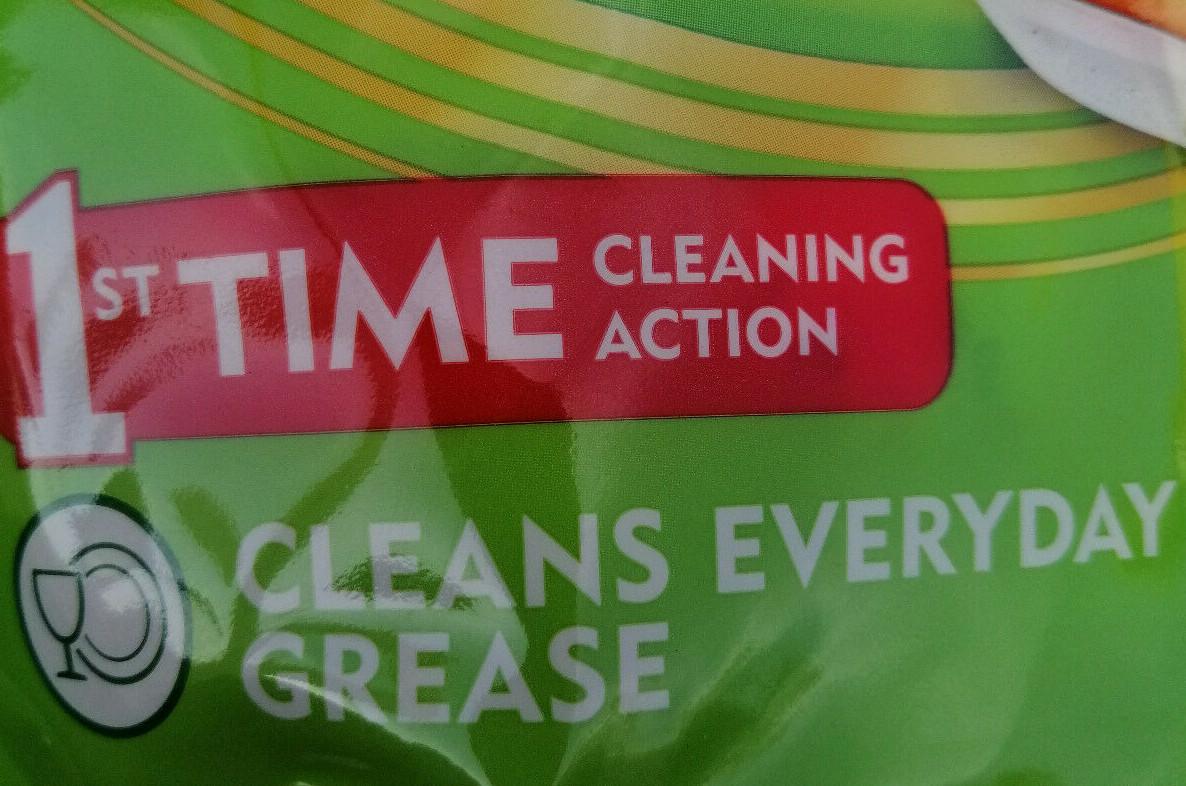 1ST TIME CLEANING
ACTION
CLEANS EVERYDAY
GREASE